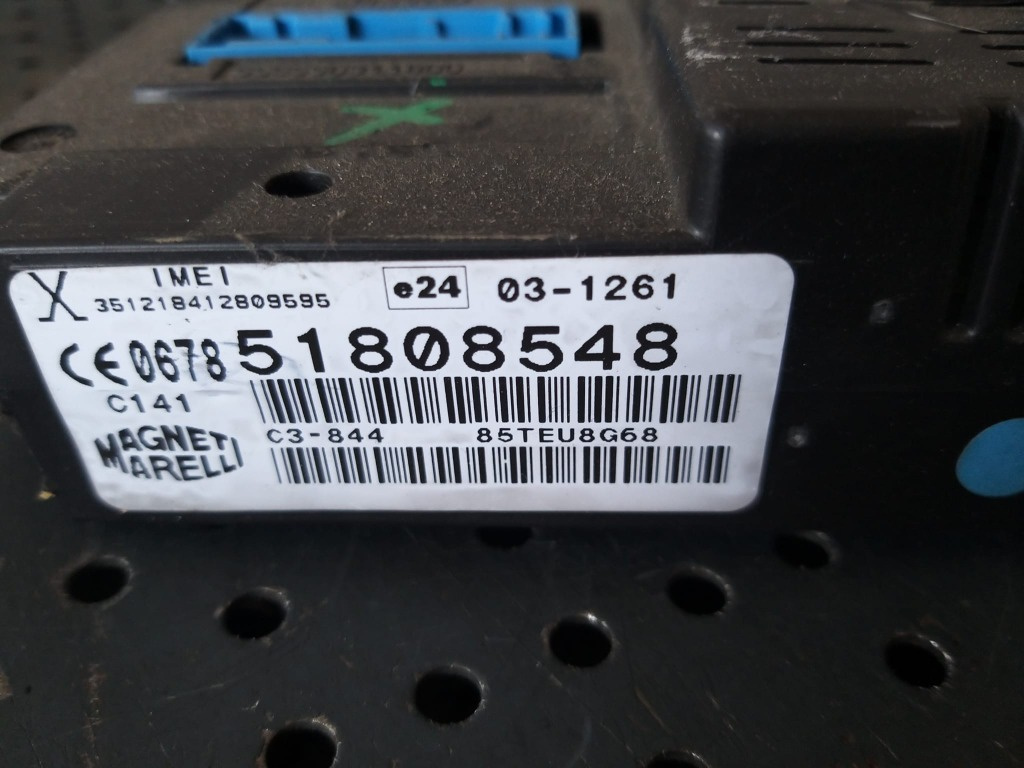 X
IMEI
351218412809595
e24 03-1261
CE0678 51808548
C141
C3-844 85TEU8G68
MAGNETI
MARELLI